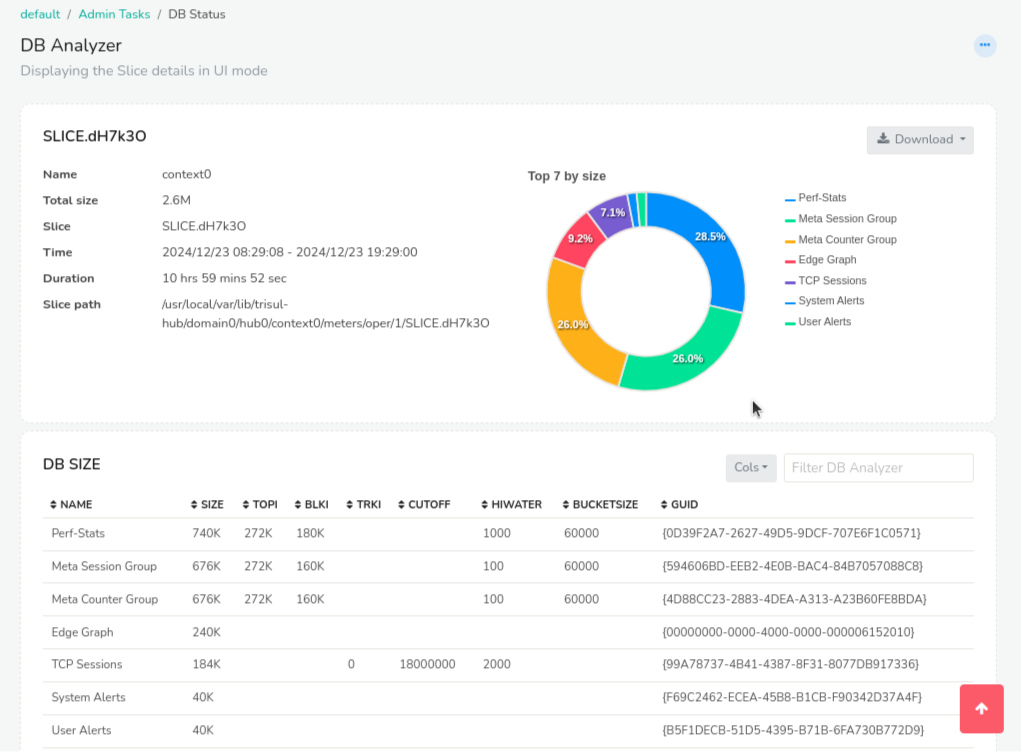 default / Admin Tasks / DB Status
DB Analyzer
Displaying the Slice details in UI mode
SLICE.dH7k3O
Download
Name context0
Total size 2.6M
Slice SLICE.dH7k3O
Time 2024/12/23 08:29:08 - 2024/12/23 19:29:00
Duration 10 hrs 59 mins 52 sec
Slice path /usr/local/var/lib/trisul-
hub/domain0/hub0/context0/meters/oper/1/SLICE.dH7k3O
Top 7 by size
7.1%
9.2%
28.5%
26.0%
26.0%
Perf-Stats
Meta Session Group
Meta Counter Group
Edge Graph
TCP Sessions
System Alerts
User Alerts
DB SIZE
Cols
Filter DB Analyzer
NAME SIZE TOPI BLKI TRKI CUTOFF HIWATER BUCKETSIZE GUID
Perf-Stats 740K 272K 180K 1000 60000 {0D39F2A7-2627-49D5-9DCF-707E6F1C0571}
Meta Session Group 676K 272K 160K 100 60000 {594606BD-EEB2-4E0B-BAC4-84B7057088C8}
Meta Counter Group 676K 272K 160K 100 60000 {4D88CC23-2883-4DEA-A313-A23B60FE8BDA}
Edge Graph 240K {00000000-0000-4000-0000-000006152010}
TCP Sessions 184K 0 18000000 2000 {99A78737-4B41-4387-8F31-8077DB917336}
System Alerts 40K {F69C2462-ECEA-45B8-B1CB-F90342D37A4F}
User Alerts 40K {B5F1DECB-51D5-4395-B71B-6FA730B772D9}